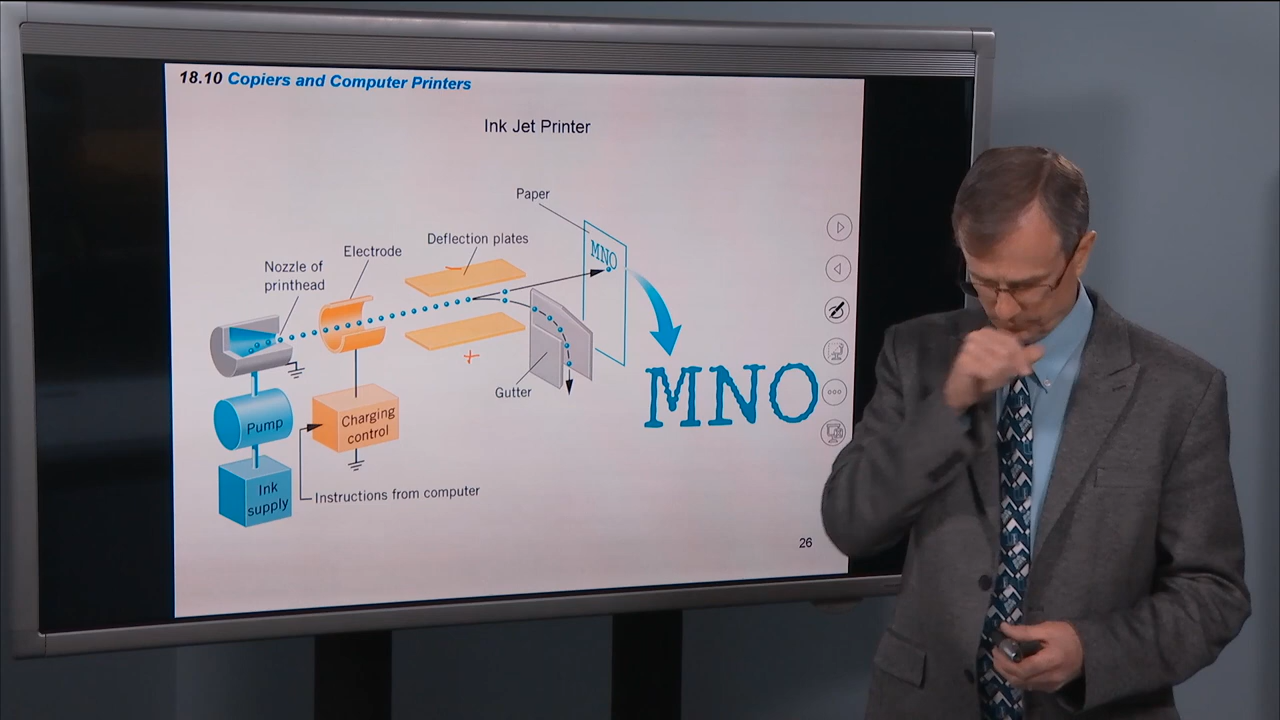 18.10 Copiers and Computer Printers
Ink Jet Printer
Paper
Deflection plates
Electrode
Nozzle of
printhead
MNO
−
+
Gutter
MNO
Pump
Charging
control
Ink
supply
Instructions from computer
26